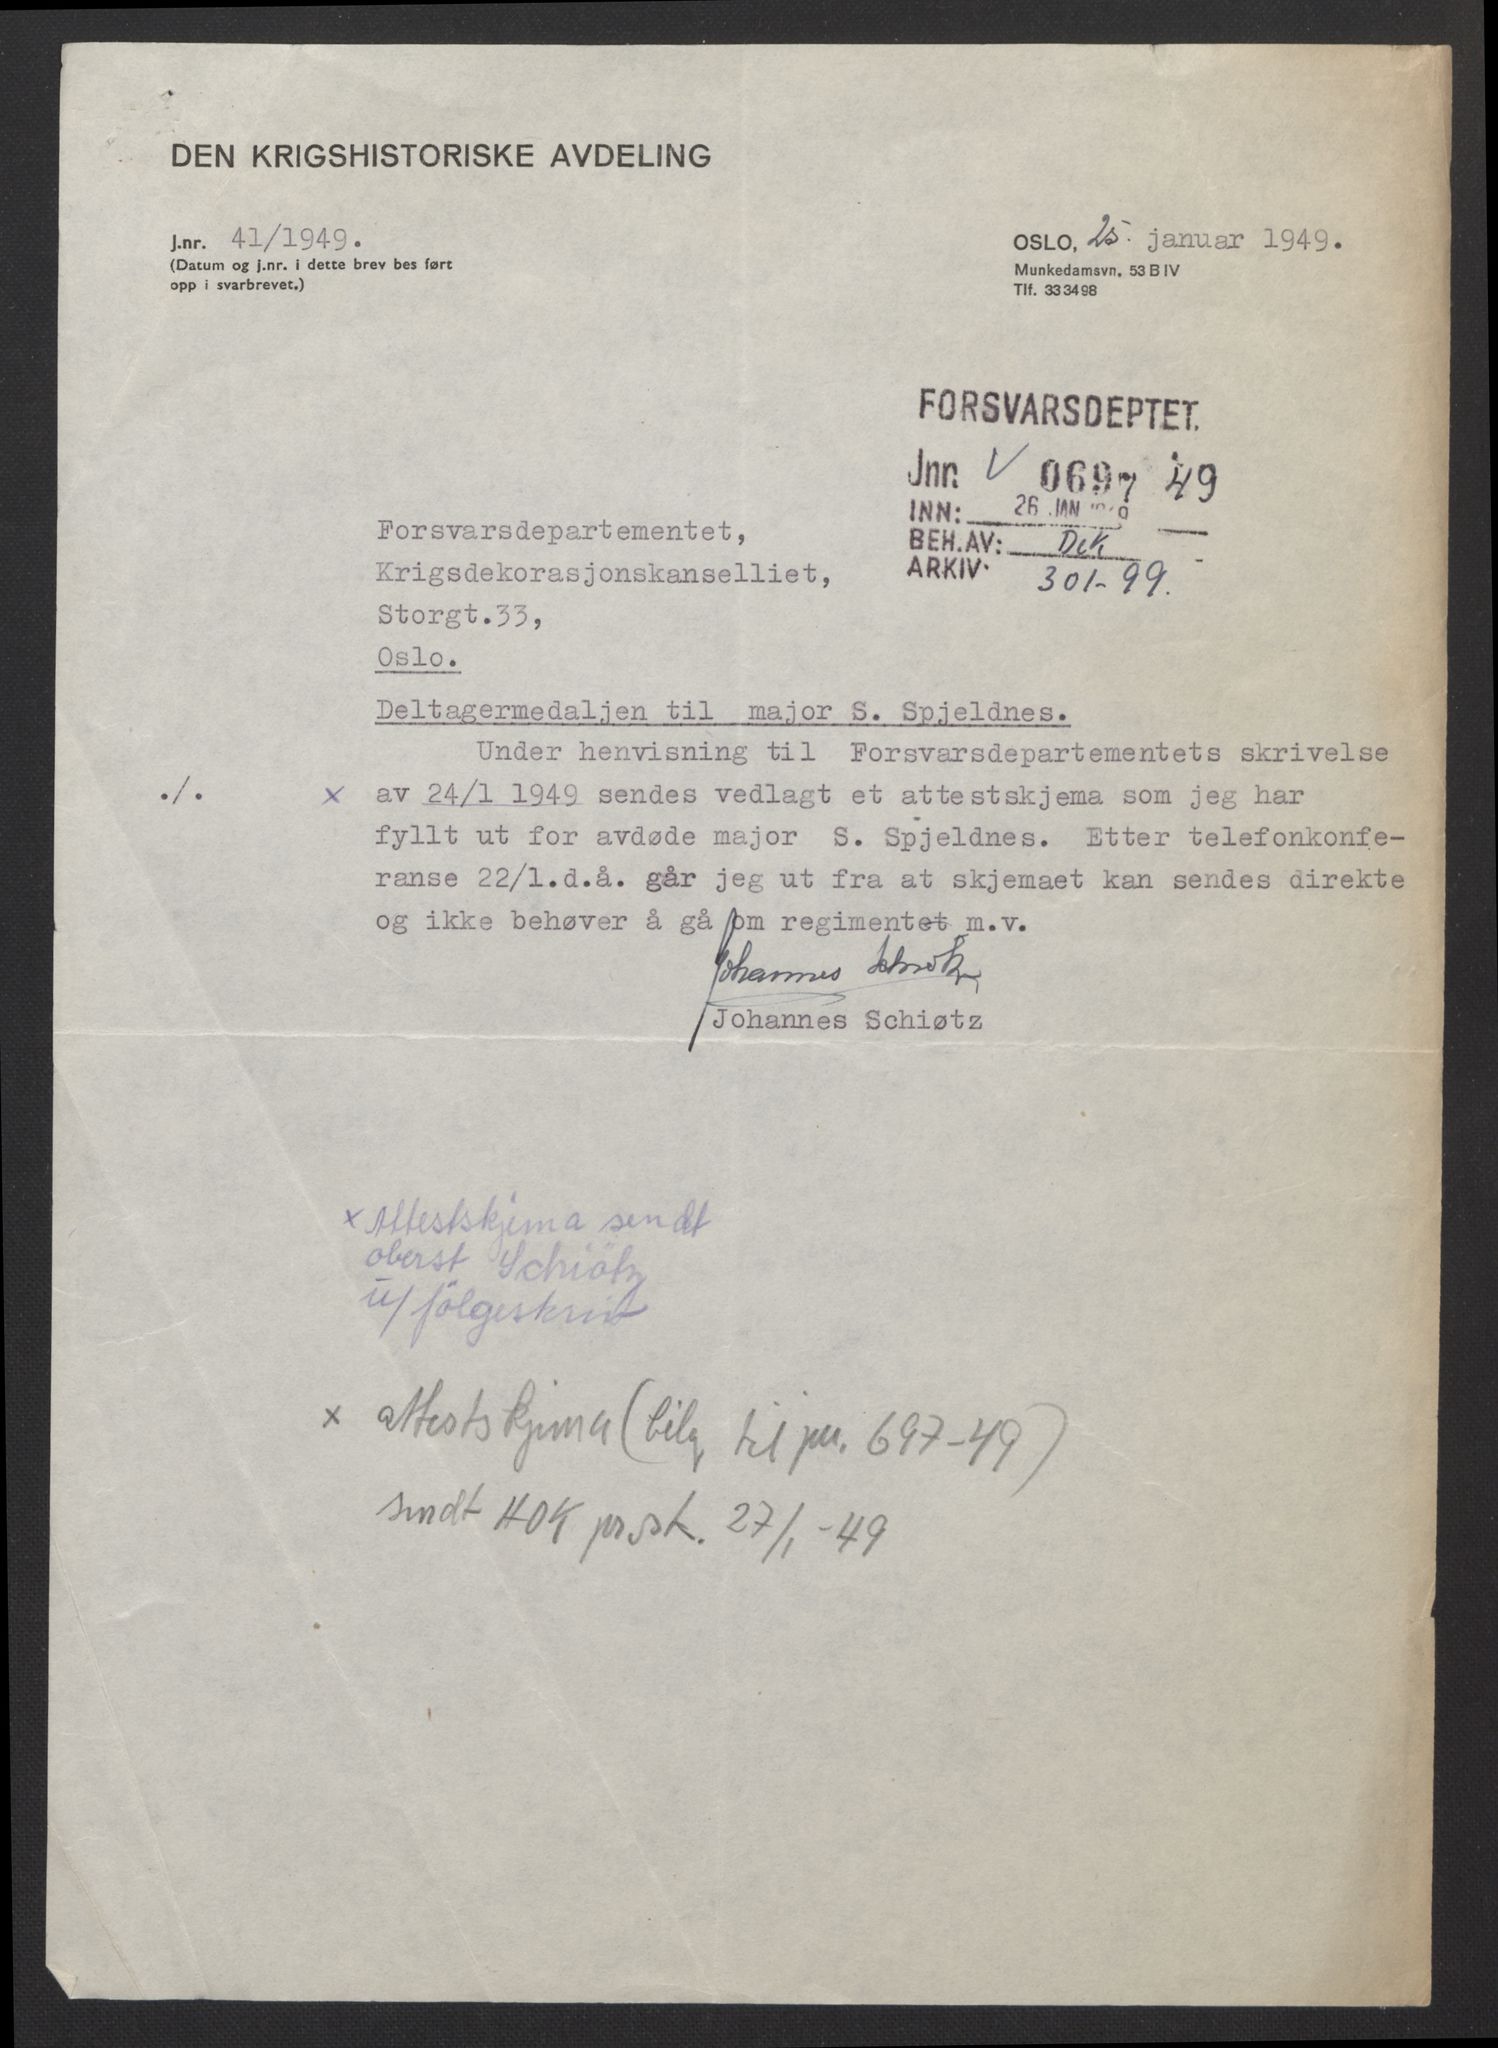 DEN KRIGSHISTORISKE AVDELING
J.nr. 41/1949.
(Datum og j.nr. i dette brev bes ført
opp i svarbrevet.)
OSLO, 25. januar 1949.
Munkedamsvn. 53 B IV
Tlf. 333498
FORSVARSDEPTET.
Jnr. V 0697 49
INN: 26 JAN 1949
BEH.AV: Dek
ARKIV: 301-99.
Forsvarsdepartementet,
Krigsdekorasjonskanselliet,
Storgt.33,
Oslo.
Deltagermedaljen til major S. Spjeldnes.
Under henvisning til Forsvarsdepartementets skrivelse
./. x av 24/1 1949 sendes vedlagt et attestskjema som jeg har
fyllt ut for avdøde major S. Spjeldnes. Etter telefonkonfe-
ranse 22/1.d.å. går jeg ut fra at skjemaet kan sendes direkte
og ikke behøver å gå om regimentet m.v.
Johannes Schiøtz
Johannes Schiøtz
x Attestskjema sendt
oberst Schiötz
u/ følgeskriv
x attestskjema (bilag til jnr. 697-49)
sendt HOK 27/1-49